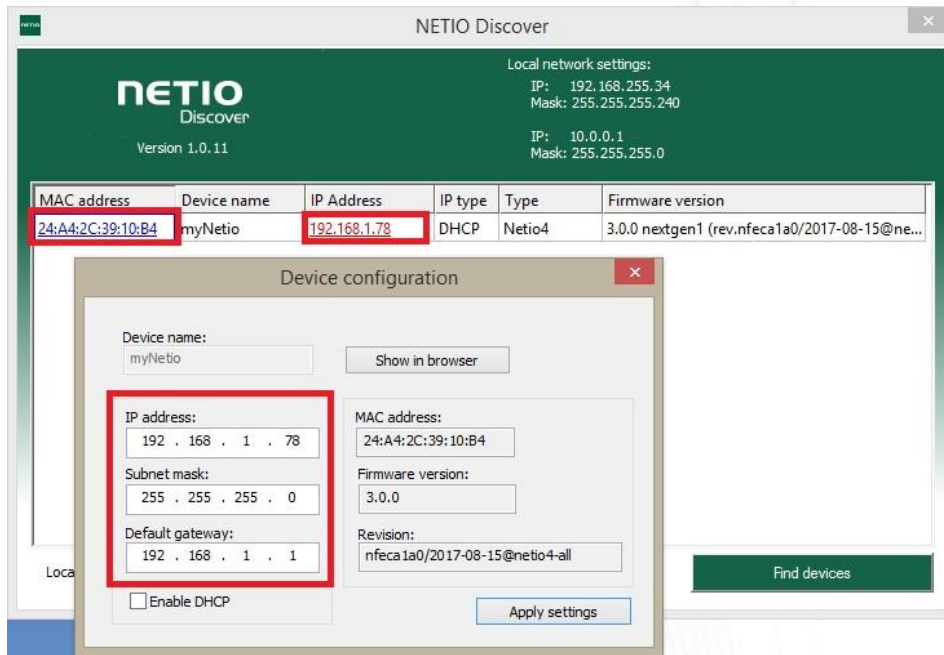 NETIO
NETIO Discover
NETIO
Discover
Version 1.0.11
Local network settings:
IP: 192.168.255.34
Mask: 255.255.255.240
IP: 10.0.0.1
Mask: 255.255.255.0
MAC address Device name IP Address IP type Type Firmware version
24:A4:2C:39:10:B4 myNetio 192.168.1.78 DHCP Netio4 3.0.0 nextgen1 (rev.nfeca1a0/2017-08-15@ne...
Device configuration
Device name:
myNetio
Show in browser
IP address:
192 . 168 . 1 . 78
Subnet mask:
255 . 255 . 255 . 0
Default gateway:
192 . 168 . 1 . 1
Enable DHCP
MAC address:
24:A4:2C:39:10:B4
Firmware version:
3.0.0
Revision:
nfeca1a0/2017-08-15@netio4-all
Apply settings
Loca
Find devices